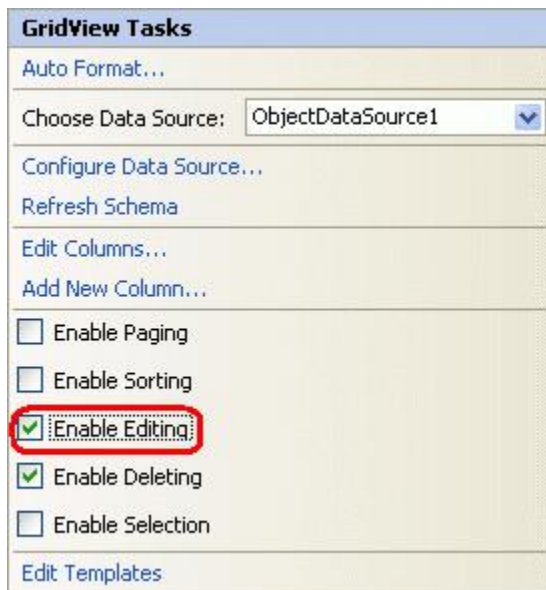 GridView Tasks
Auto Format...
Choose Data Source: ObjectDataSource1
Configure Data Source...
Refresh Schema
Edit Columns...
Add New Column...
Enable Paging
Enable Sorting
Enable Editing
Enable Deleting
Enable Selection
Edit Templates